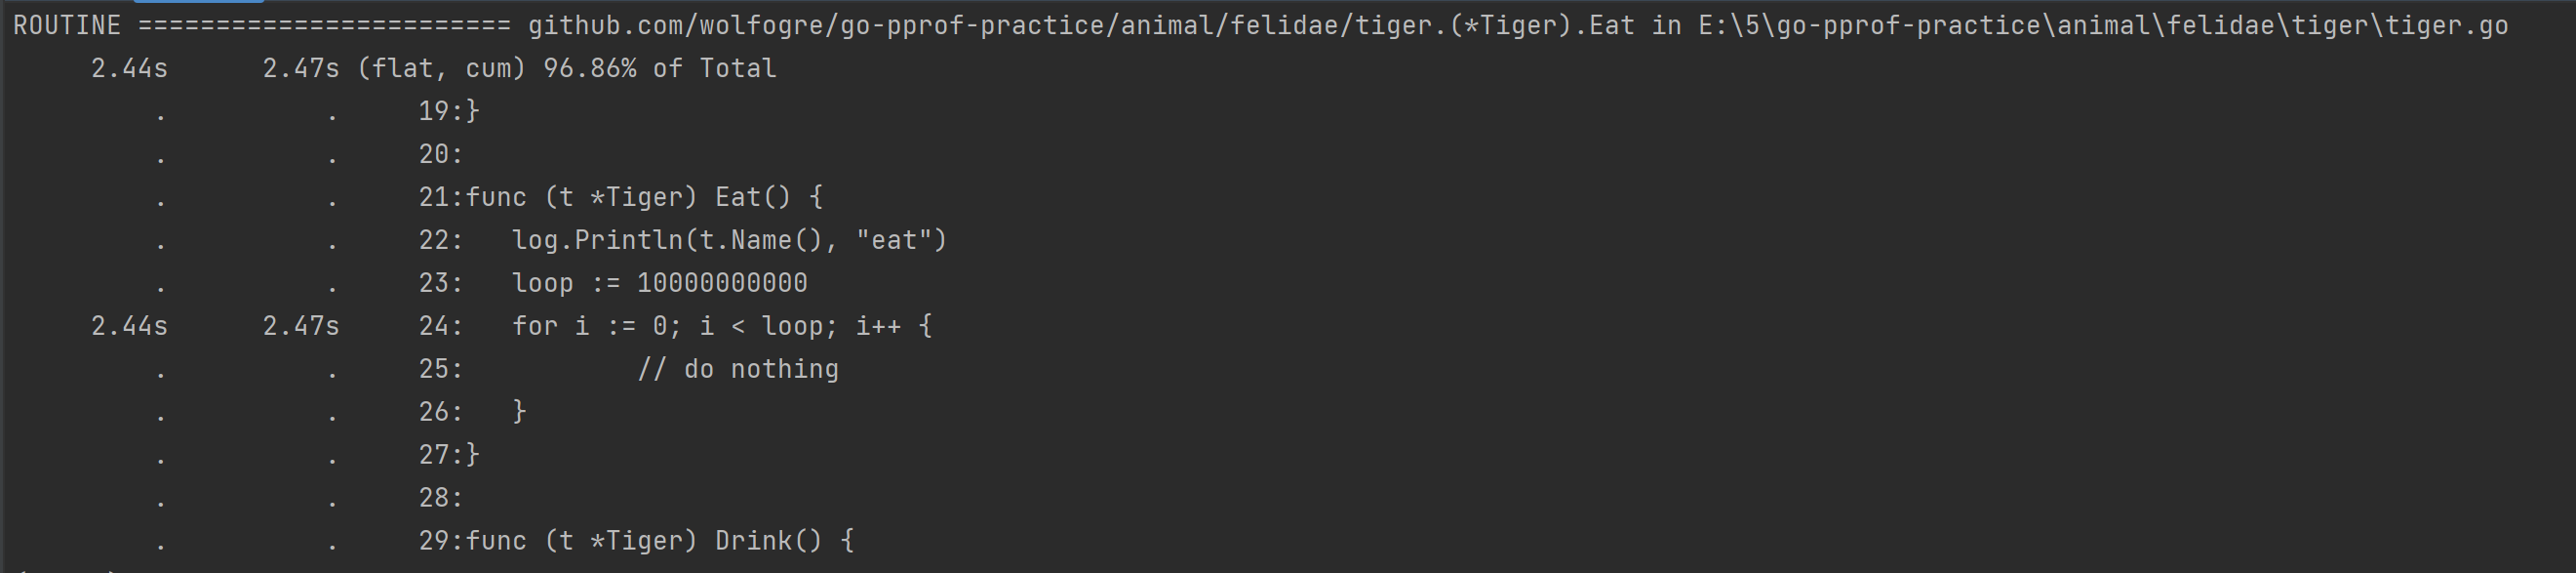 ROUTINE ======================== github.com/wolfogre/go-pprof-practice/animal/felidae/tiger.(*Tiger).Eat in E:\5\go-pprof-practice\animal\felidae\tiger\tiger.go
     2.44s      2.47s (flat, cum) 96.86% of Total
         .          .     19:}
         .          .     20:
         .          .     21:func (t *Tiger) Eat() {
         .          .     22:   log.Println(t.Name(), "eat")
         .          .     23:   loop := 10000000000
     2.44s      2.47s     24:   for i := 0; i < loop; i++ {
         .          .     25:           // do nothing
         .          .     26:   }
         .          .     27:}
         .          .     28:
         .          .     29:func (t *Tiger) Drink() {